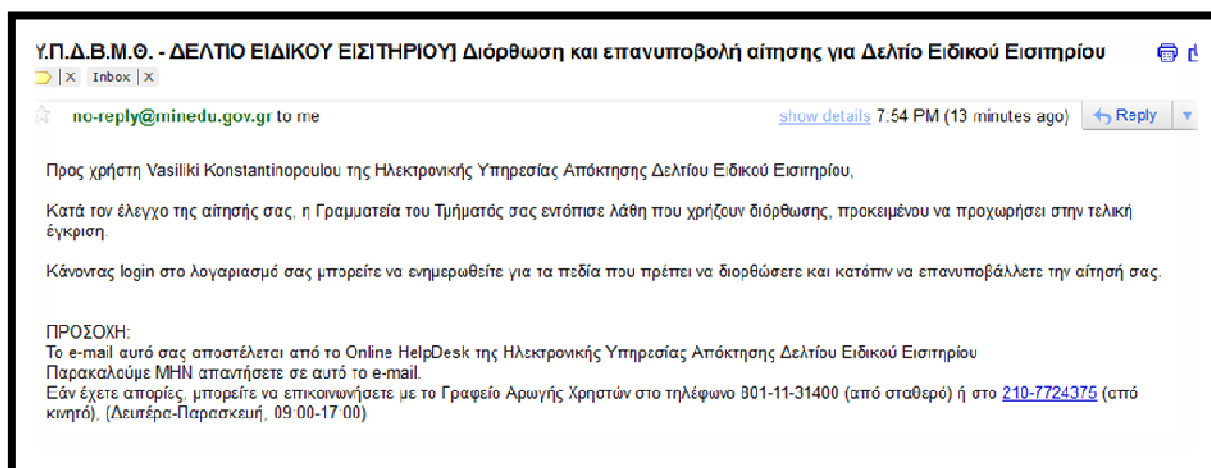 Υ.Π.Δ.Β.Μ.Θ. - ΔΕΛΤΙΟ ΕΙΔΙΚΟΥ ΕΙΣΙΤΗΡΙΟΥ] Διόρθωση και επανυποβολή αίτησης για Δελτίο Ειδικού Εισιτηρίου
X Inbox X
no-reply@minedu.gov.gr to me show details 7:54 PM (13 minutes ago) Reply
Προς χρήστη Vasiliki Konstantinopoulou της Ηλεκτρονικής Υπηρεσίας Απόκτησης Δελτίου Ειδικού Εισιτηρίου,
Κατά τον έλεγχο της αίτησής σας, η Γραμματεία του Τμήματός σας εντόπισε λάθη που χρήζουν διόρθωσης, προκειμένου να προχωρήσει στην τελική
έγκριση.
Κάνοντας login στο λογαριασμό σας μπορείτε να ενημερωθείτε για τα πεδία που πρέπει να διορθώσετε και κατόπιν να επανυποβάλλετε την αίτησή σας.
ΠΡΟΣΟΧΗ:
Το e-mail αυτό σας αποστέλεται από το Online HelpDesk της Ηλεκτρονικής Υπηρεσίας Απόκτησης Δελτίου Ειδικού Εισιτηρίου
Παρακαλούμε ΜΗΝ απαντήσετε σε αυτό το e-mail.
Εάν έχετε απορίες, μπορείτε να επικοινωνήσετε με το Γραφείο Αρωγής Χρηστών στο τηλέφωνο 801-11-31400 (από σταθερό) ή στο 210-7724375 (από
κινητό), (Δευτέρα-Παρασκευή, 09:00-17:00)